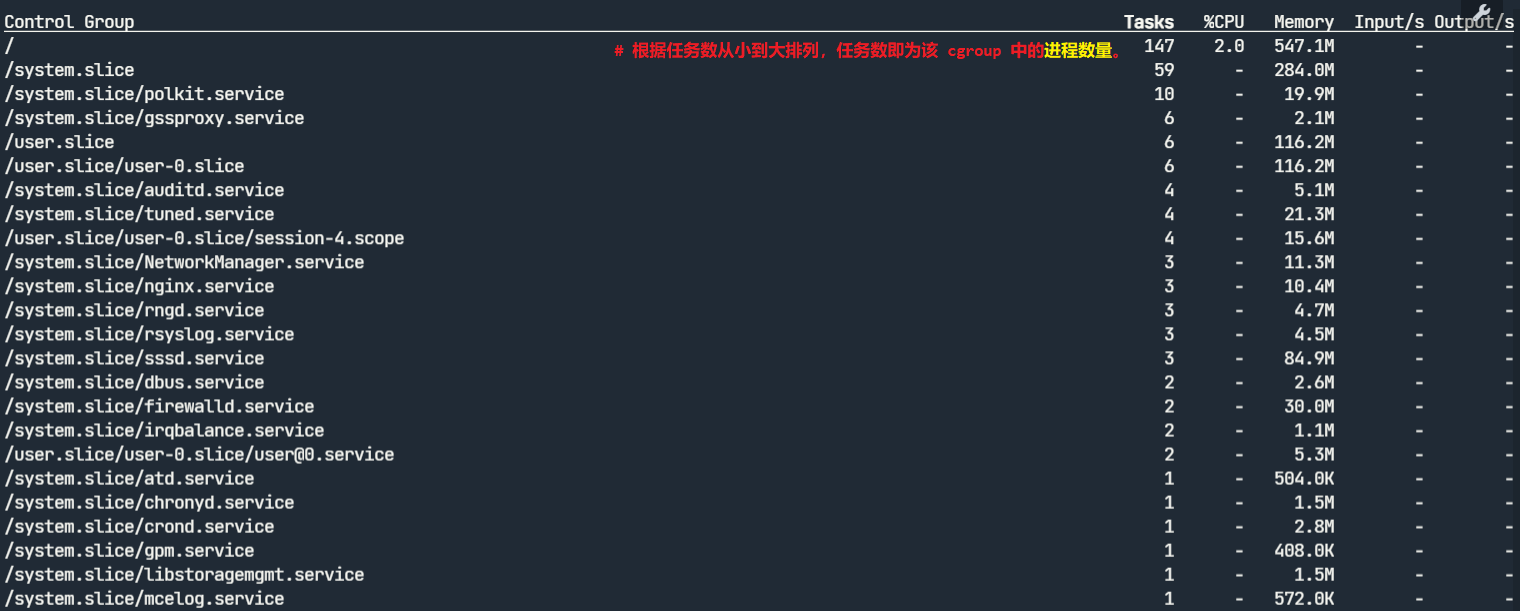 Control Group Tasks %CPU Memory Input/s Output/s
/ # 根据任务数从小到大排列，任务数即为该 cgroup 中的进程数量。 147 2.0 547.1M - -
/system.slice 59 - 284.0M - -
/system.slice/polkit.service 10 - 19.9M - -
/system.slice/gssproxy.service 6 - 2.1M - -
/user.slice 6 - 116.2M - -
/user.slice/user-0.slice 6 - 116.2M - -
/system.slice/auditd.service 4 - 5.1M - -
/system.slice/tuned.service 4 - 21.3M - -
/user.slice/user-0.slice/session-4.scope 4 - 15.6M - -
/system.slice/NetworkManager.service 3 - 11.3M - -
/system.slice/nginx.service 3 - 10.4M - -
/system.slice/rngd.service 3 - 4.7M - -
/system.slice/rsyslog.service 3 - 4.5M - -
/system.slice/sssd.service 3 - 84.9M - -
/system.slice/dbus.service 2 - 2.6M - -
/system.slice/firewalld.service 2 - 30.0M - -
/system.slice/irqbalance.service 2 - 1.1M - -
/user.slice/user-0.slice/user@0.service 2 - 5.3M - -
/system.slice/atd.service 1 - 504.0K - -
/system.slice/chronyd.service 1 - 1.5M - -
/system.slice/crond.service 1 - 2.8M - -
/system.slice/gpm.service 1 - 408.0K - -
/system.slice/libstoragemgmt.service 1 - 1.5M - -
/system.slice/mcelog.service 1 - 572.0K - -